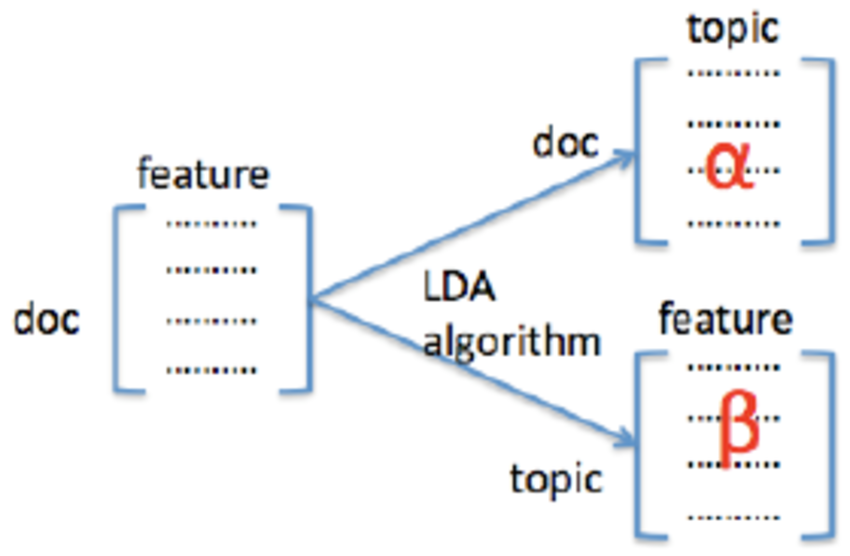 feature
doc
LDA
algorithm
doc
topic
α
topic
feature
β